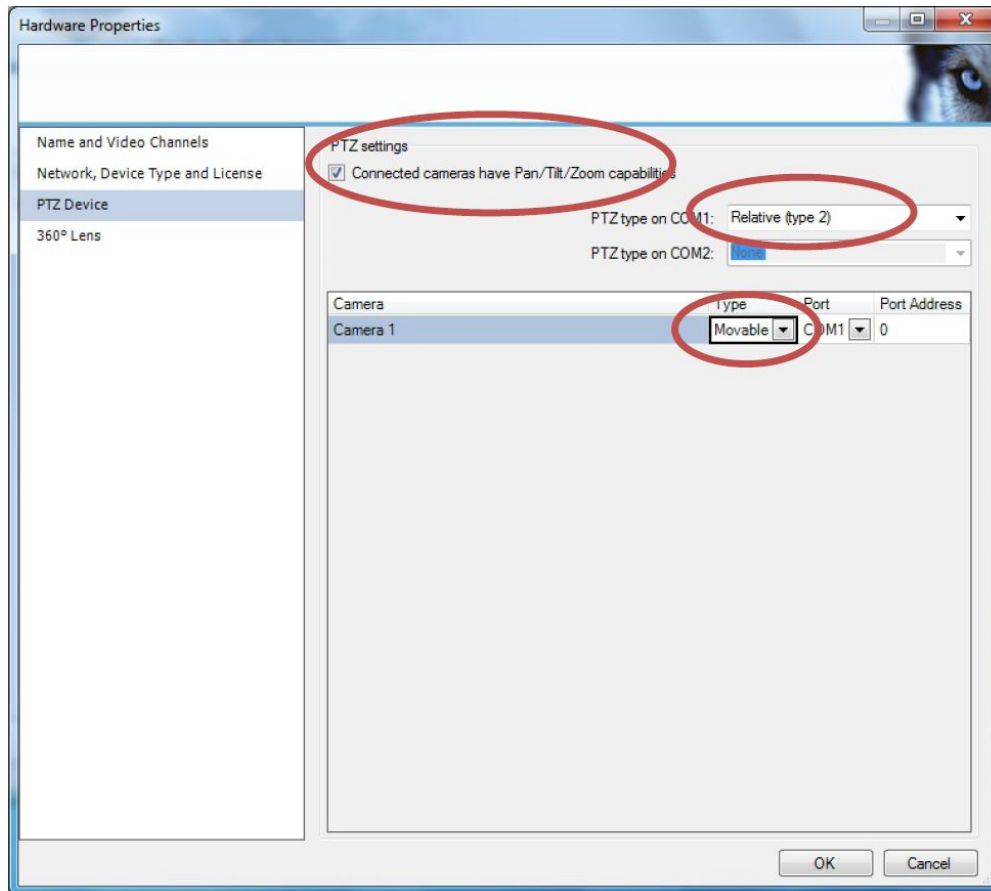 Hardware Properties
Name and Video Channels
Network, Device Type and License
PTZ Device
360° Lens
PTZ settings
Connected cameras have Pan/Tilt/Zoom capabilities
PTZ type on COM1: Relative (type 2)
PTZ type on COM2: None
Camera Type Port Port Address
Camera 1 Movable COM1 0
OK Cancel